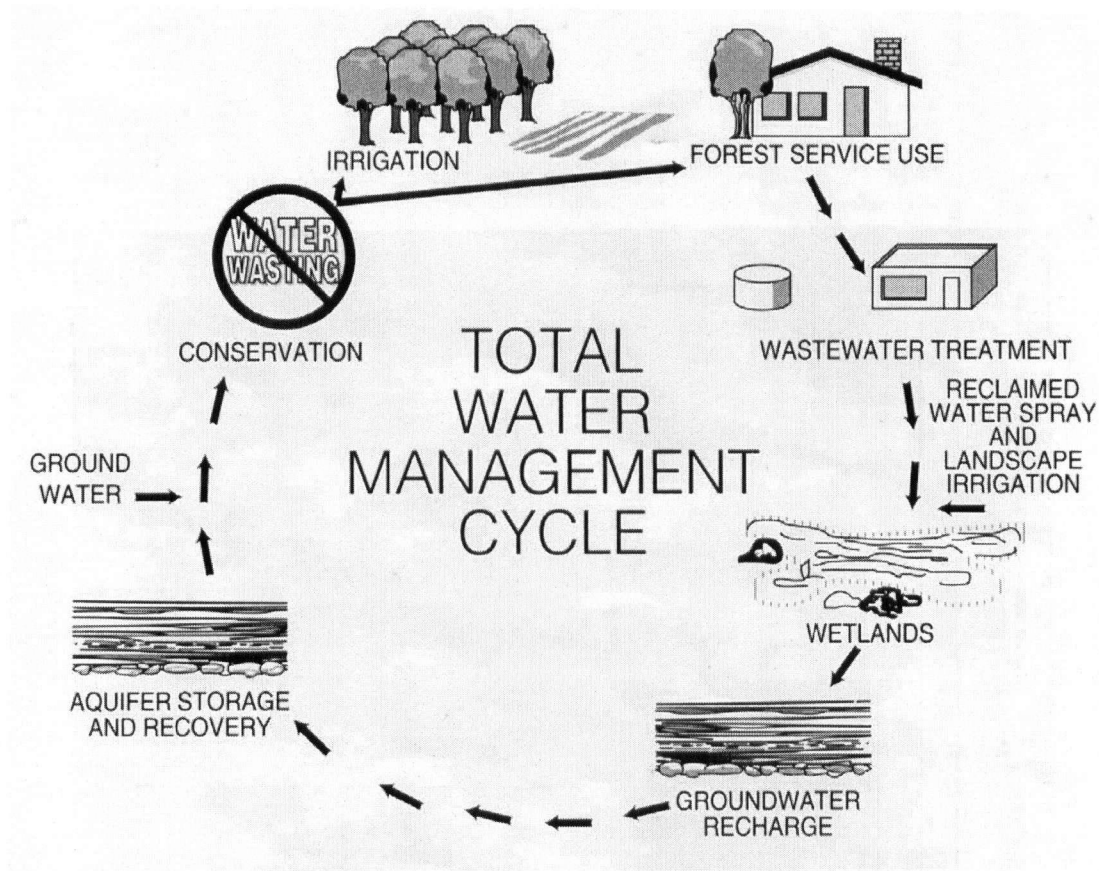 IRRIGATION
FOREST SERVICE USE
WATER
WASTING
CONSERVATION
TOTAL
WATER
MANAGEMENT
CYCLE
WASTEWATER TREATMENT
RECLAIMED
WATER SPRAY
AND
LANDSCAPE
IRRIGATION
GROUND
WATER
WETLANDS
AQUIFER STORAGE
AND RECOVERY
GROUNDWATER
RECHARGE